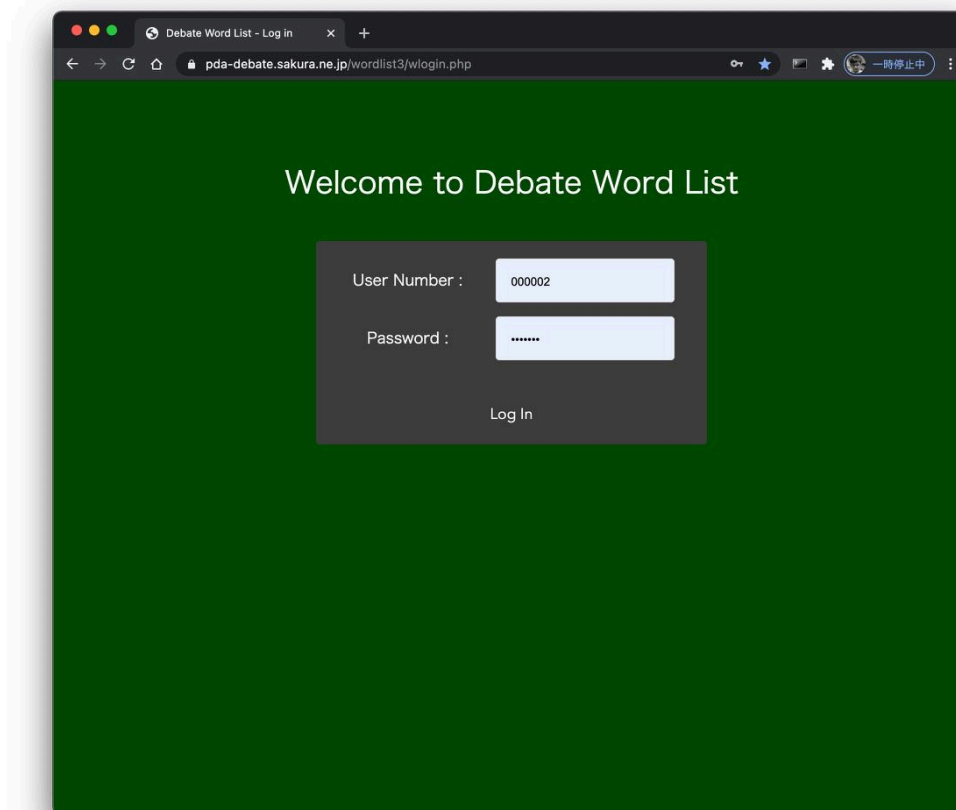 Debate Word List - Log in
pda-debate.sakura.ne.jp/wordlist3/wlogin.php
一時停止中
Welcome to Debate Word List
User Number :
000002
Password :
•••••••
Log In